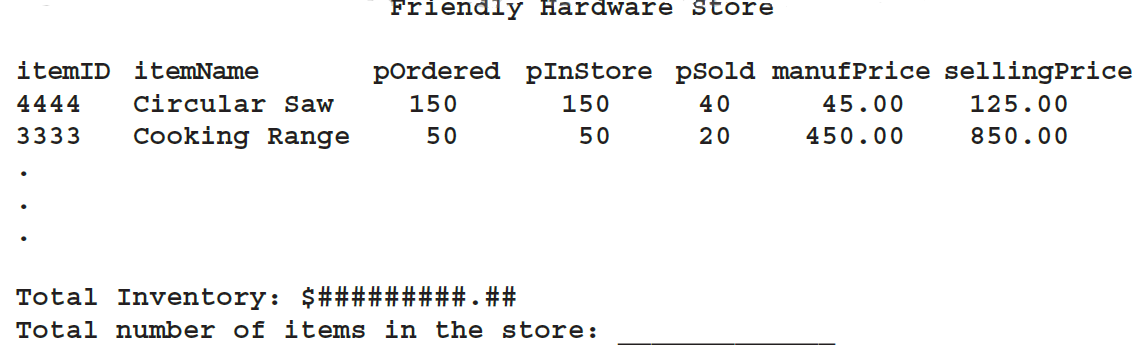 Friendly Hardware Store
itemID itemName pOrdered pInStore pSold manufPrice sellingPrice
4444 Circular Saw 150 150 40 45.00 125.00
3333 Cooking Range 50 50 20 450.00 850.00
.
.
.
Total Inventory: $#########.##
Total number of items in the store: _____________